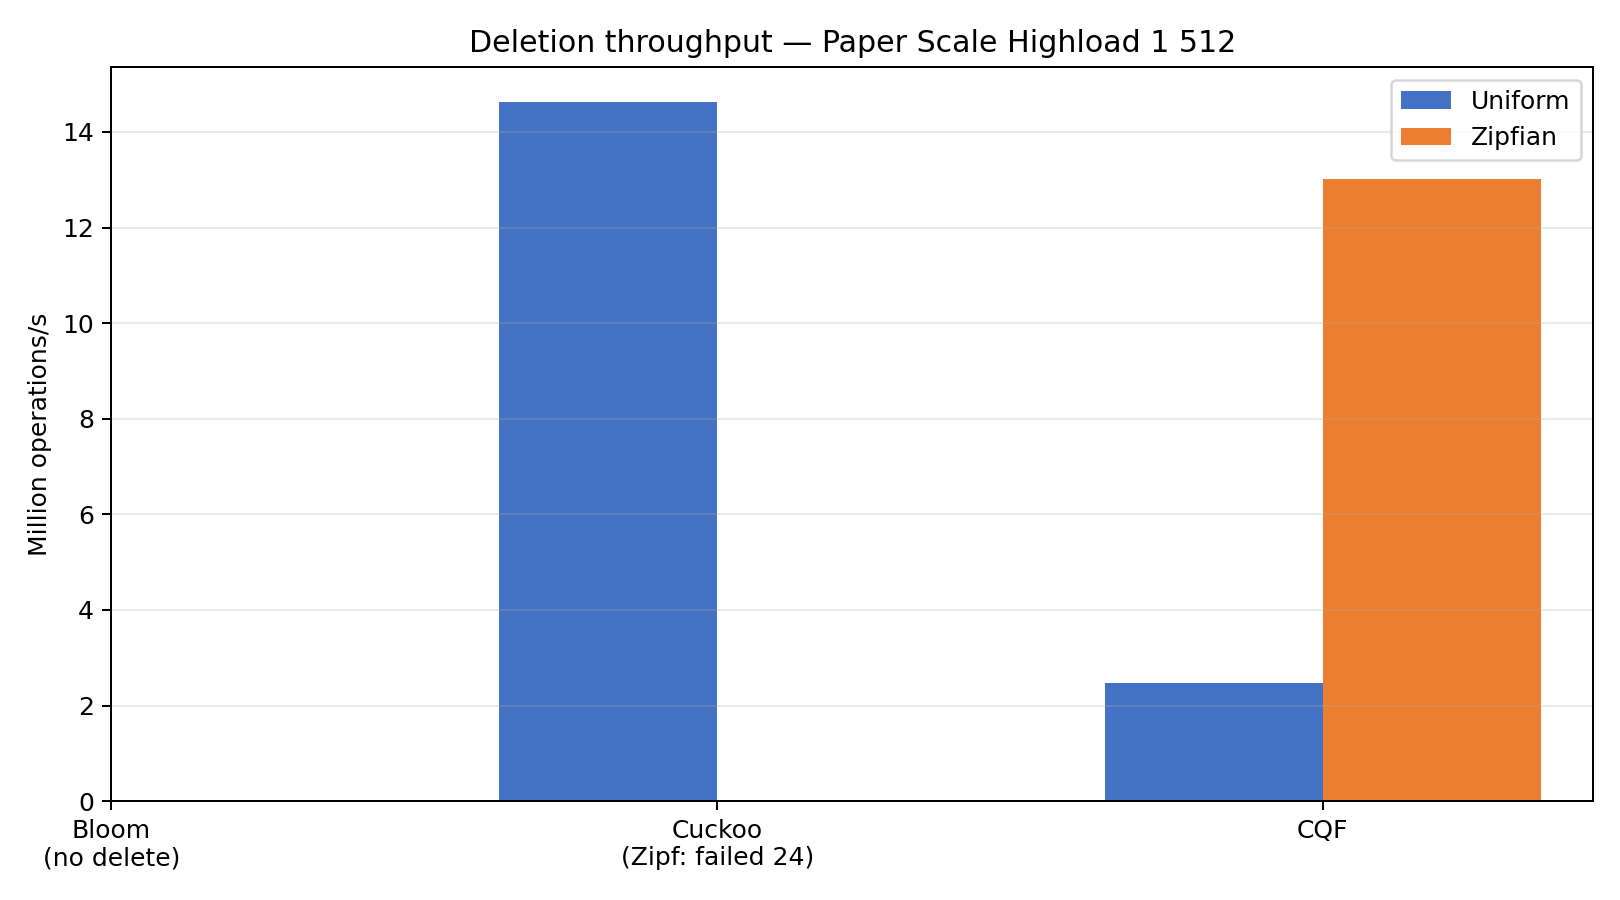 Deletion throughput — Paper Scale Highload 1 512
Uniform
Zipfian
Million operations/s
14
12
10
8
6
4
2
0
Bloom
(no delete)
Cuckoo
(Zipf: failed 24)
CQF